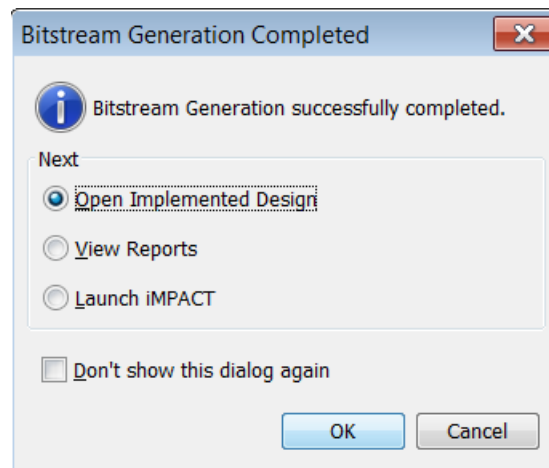 Bitstream Generation Completed
Bitstream Generation successfully completed.
Next
Open Implemented Design
View Reports
Launch iMPACT
Don't show this dialog again
OK Cancel